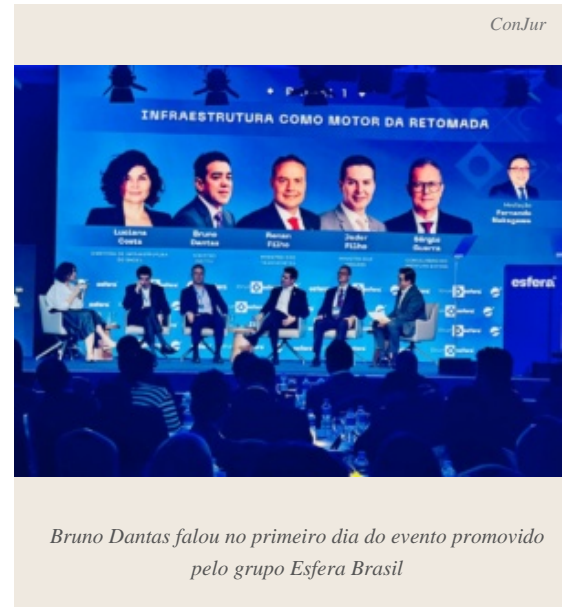 ConJur
INFRAESTRUTURA COMO MOTOR DA RETOMADA
Luciana
Costa
Bruno
Dantas
Renan
Filho
Jader
Filho
Sérgio
Guerra
Mediação
Fernando
Nakagawa
esfera
Bruno Dantas falou no primeiro dia do evento promovido
pelo grupo Esfera Brasil